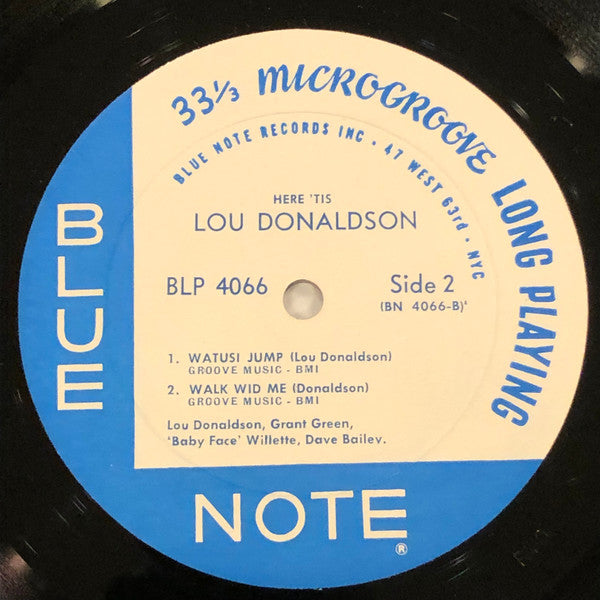 33⅓ MICROGROOVE LONG PLAYING
BLUE NOTE RECORDS INC · 47 WEST 63rd · NYC
HERE 'TIS
LOU DONALDSON
BLP 4066
Side 2
(BN 4066-B)'
1. WATUSI JUMP (Lou Donaldson)
GROOVE MUSIC - BMI
2. WALK WID ME (Donaldson)
GROOVE MUSIC - BMI
Lou Donaldson, Grant Green,
'Baby Face' Willette, Dave Bailey.
BLUE
NOTE ®